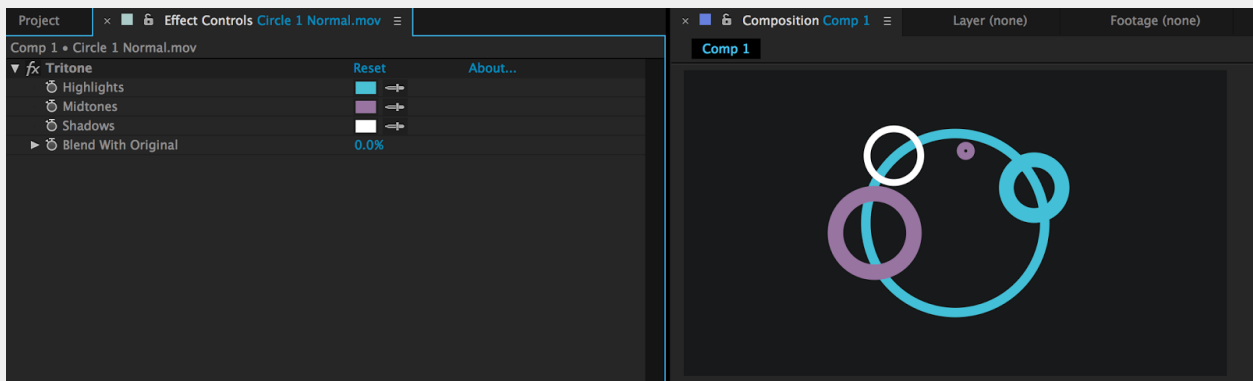 Project × Effect Controls Circle 1 Normal.mov ≡
Comp 1 • Circle 1 Normal.mov
▼ fx Tritone Reset About...
Highlights
Midtones
Shadows
► Blend With Original 0.0%
× Composition Comp 1 ≡ Layer (none) Footage (none)
Comp 1